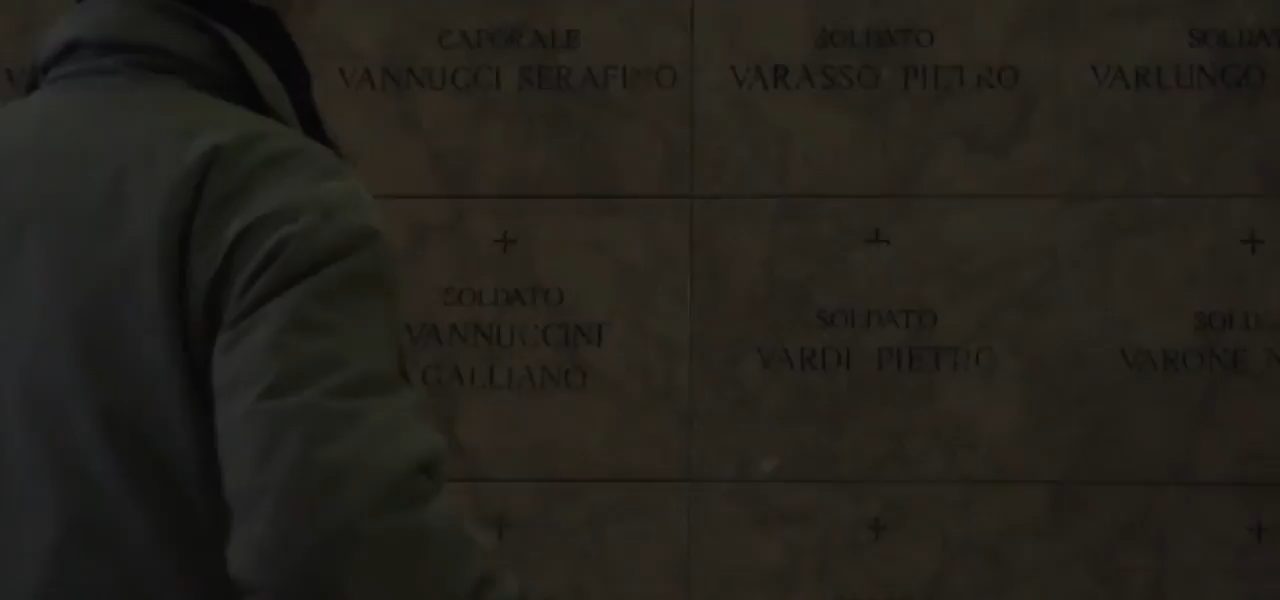 CAPORALE
VANNUCCI SERAFINO
SOLDATO
VARASSO PIETRO
VARLUNGO
SOLDATO
VANNUCCINI
GALLIANO
SOLDATO
VARDI PIETRO
VARONE